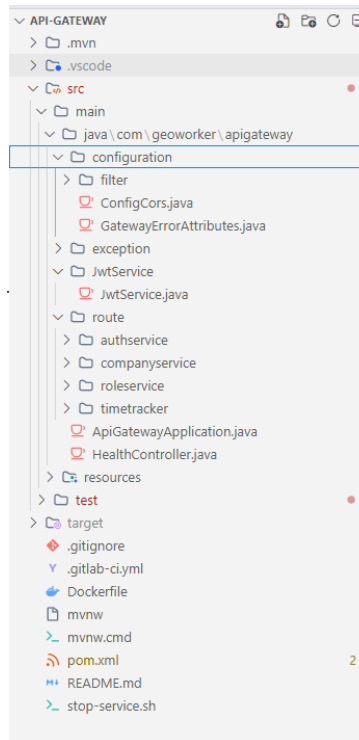 API-GATEWAY
.mvn
.vscode
src
main
java\com\geoworker\apigateway
configuration
filter
ConfigCors.java
GatewayErrorAttributes.java
exception
JwtService
JwtService.java
route
authservice
companyservice
roleservice
timetracker
ApiGatewayApplication.java
HealthController.java
resources
test
target
.gitignore
.gitlab-ci.yml
Dockerfile
mvnw
mvnw.cmd
pom.xml 2
README.md
stop-service.sh